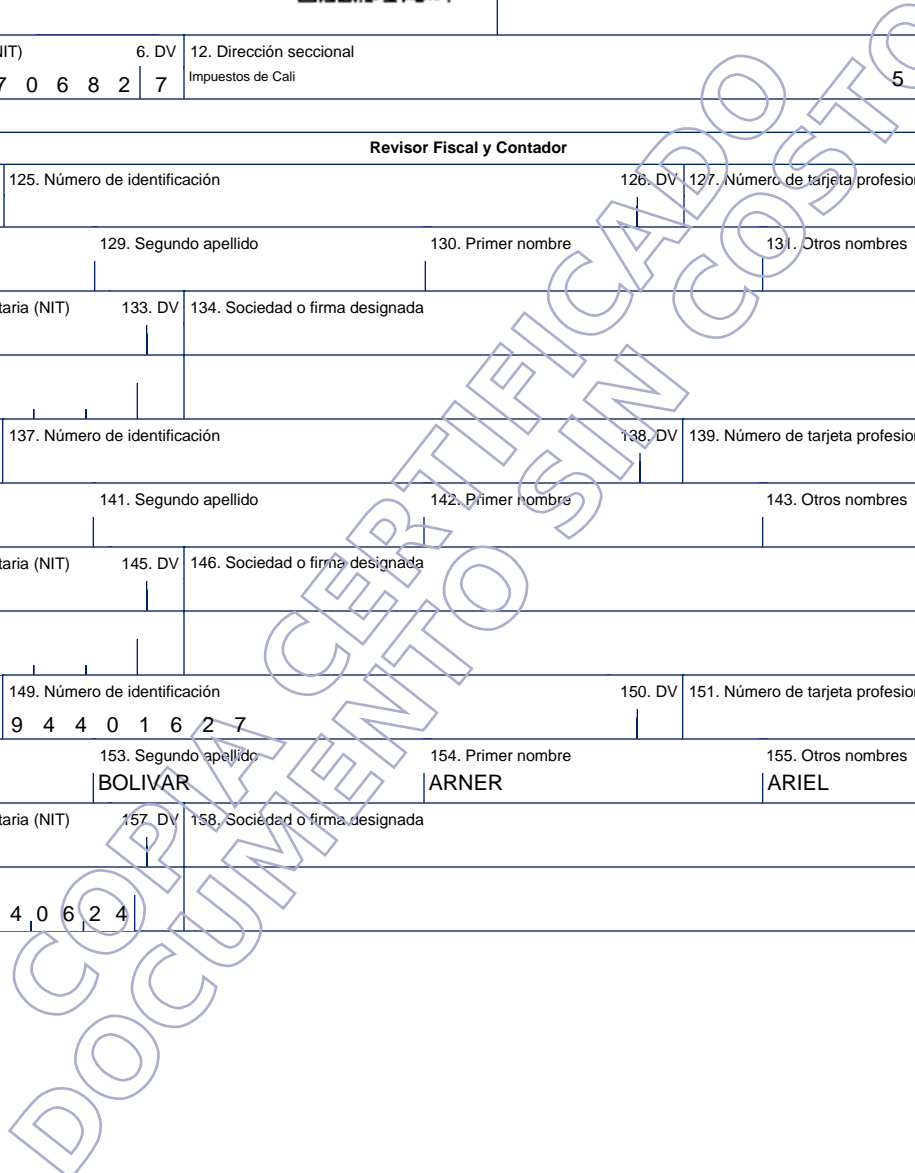 NIT) 6. DV 12. Dirección seccional
7 0 6 8 2 7 Impuestos de Cali 5
Revisor Fiscal y Contador
125. Número de identificación 126. DV 127. Número de tarjeta profesion
129. Segundo apellido 130. Primer nombre 131. Otros nombres
taria (NIT) 133. DV 134. Sociedad o firma designada
137. Número de identificación 138. DV 139. Número de tarjeta profesion
141. Segundo apellido 142. Primer nombre 143. Otros nombres
taria (NIT) 145. DV 146. Sociedad o firma designada
149. Número de identificación 150. DV 151. Número de tarjeta profesion
9 4 4 0 1 6 2 7
153. Segundo apellido 154. Primer nombre 155. Otros nombres
BOLIVAR ARNER ARIEL
taria (NIT) 157. DV 158. Sociedad o firma designada
4 0 6 2 4
COPIA CERTIFICADO
DOCUMENTO SIN COSTO